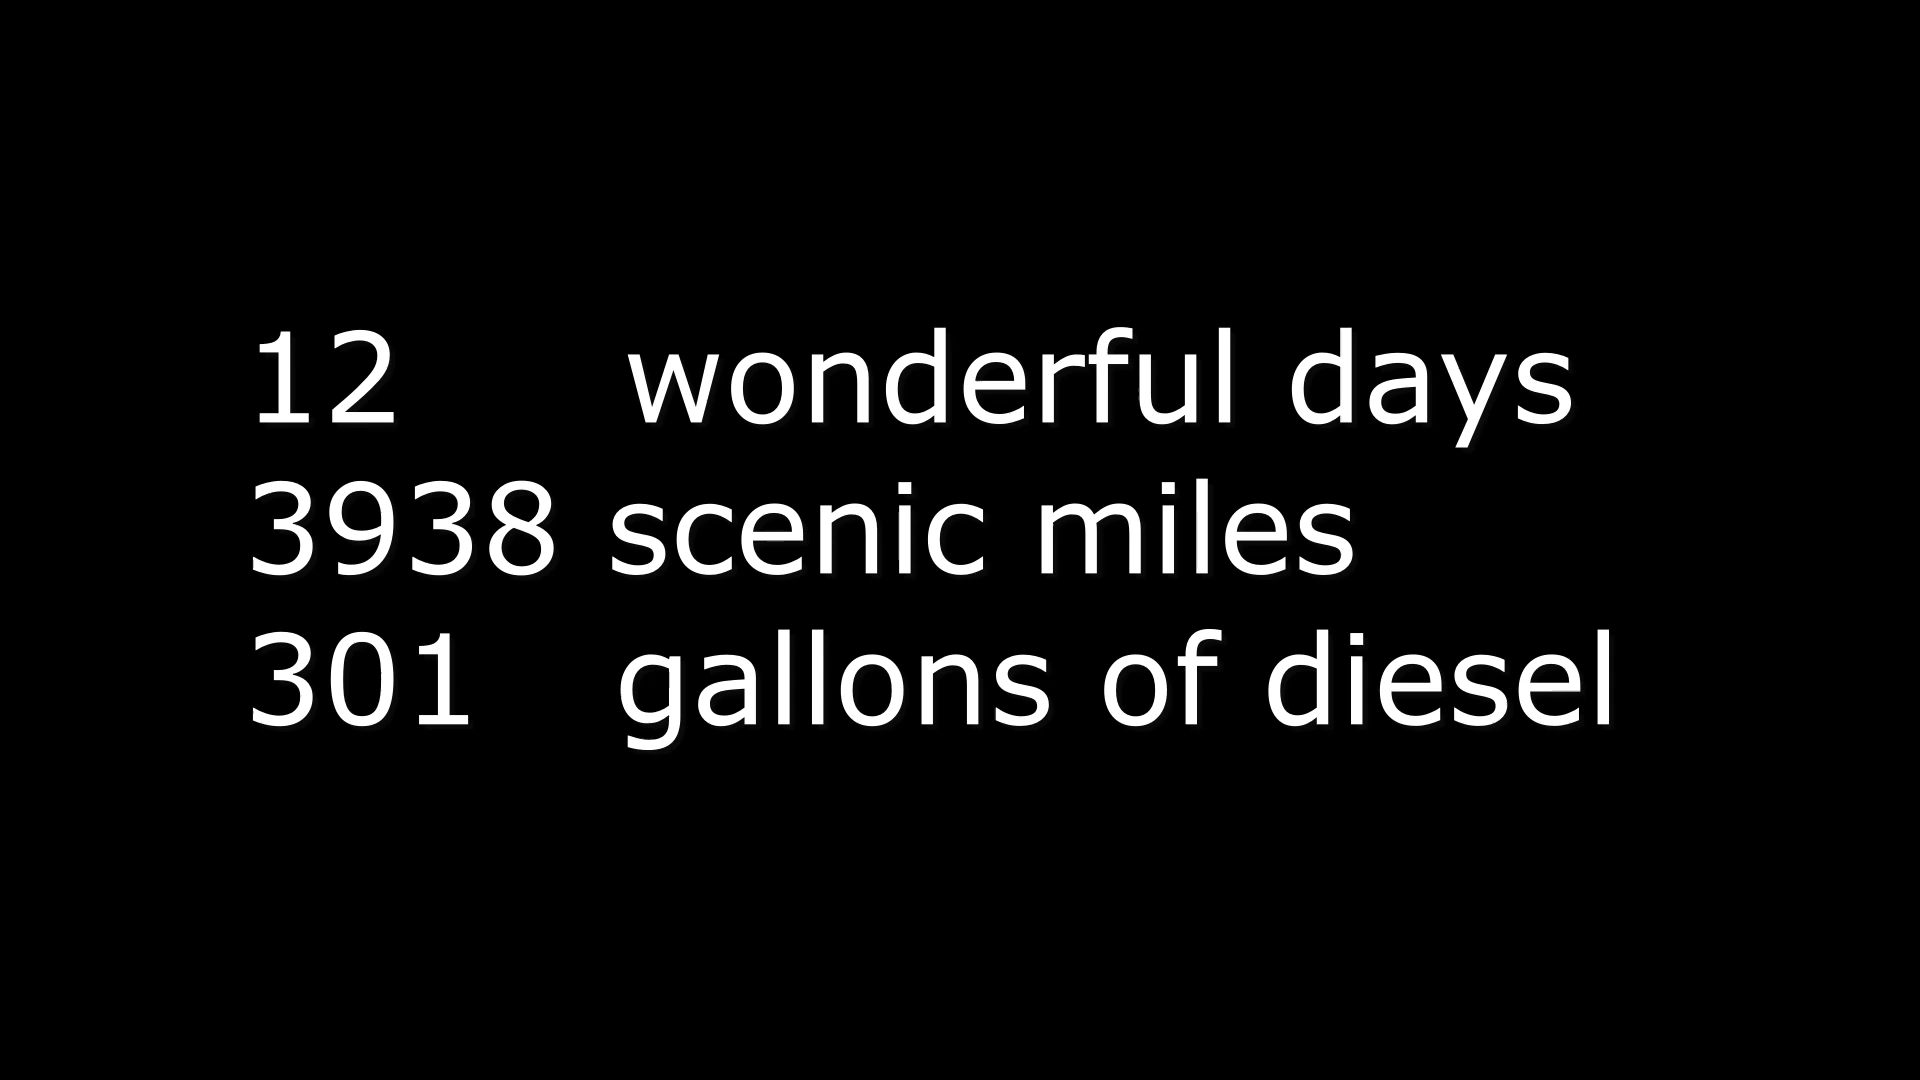 12 wonderful days
3938 scenic miles
301 gallons of diesel